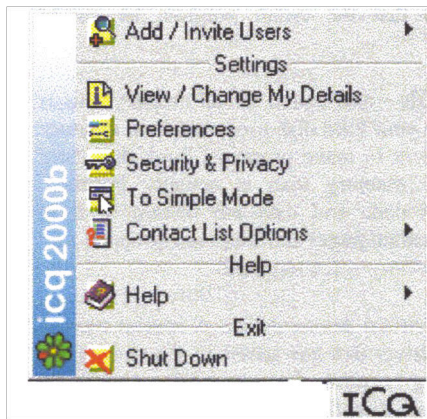 Add / Invite Users
Settings
View / Change My Details
Preferences
Security & Privacy
To Simple Mode
Contact List Options
Help
Help
Exit
Shut Down
icq 2000b
ICQ